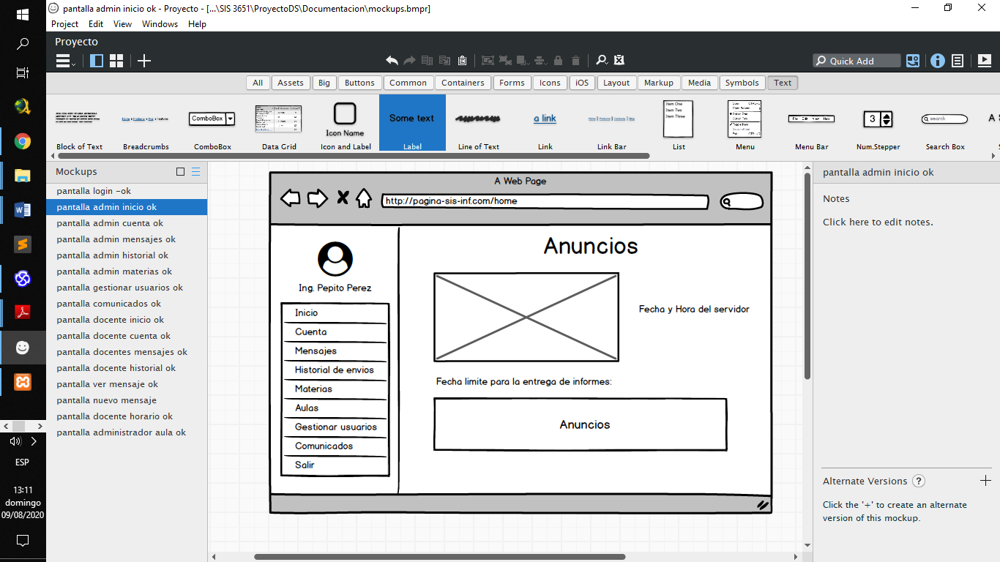 pantalla admin inicio ok - Proyecto - [...\SIS 3651\ProyectoDS\Documentacion\mockups.bmpr]
Project Edit View Windows Help
Proyecto
Quick Add
All Assets Big Buttons Common Containers Forms Icons iOS Layout Markup Media Symbols Text
ComboBox
Icon Name
Some text
a link
Item One
Item Two
Item Three
3
search
A S
Block of Text Breadcrumbs ComboBox Data Grid Icon and Label Label Line of Text Link Link Bar List Menu Menu Bar Num.Stepper Search Box
Mockups
pantalla login -ok
pantalla admin inicio ok
pantalla admin cuenta ok
pantalla admin mensajes ok
pantalla admin historial ok
pantalla admin materias ok
pantalla gestionar usuarios ok
pantalla comunicados ok
pantalla docente inicio ok
pantalla docente cuenta ok
pantalla docentes mensajes ok
pantalla docente historial ok
pantalla ver mensaje ok
pantalla nuevo mensaje
pantalla docente horario ok
pantalla administrador aula ok
A Web Page
http://pagina-sis-inf.com/home
Ing. Pepito Perez
Inicio
Cuenta
Mensajes
Historial de envios
Materias
Aulas
Gestionar usuarios
Comunicados
Salir
Anuncios
Fecha y Hora del servidor
Fecha limite para la entrega de informes:
Anuncios
pantalla admin inicio ok
Notes
Click here to edit notes.
Alternate Versions ?
Click the '+' to create an alternate
version of this mockup.
ESP
13:11
domingo
09/08/2020